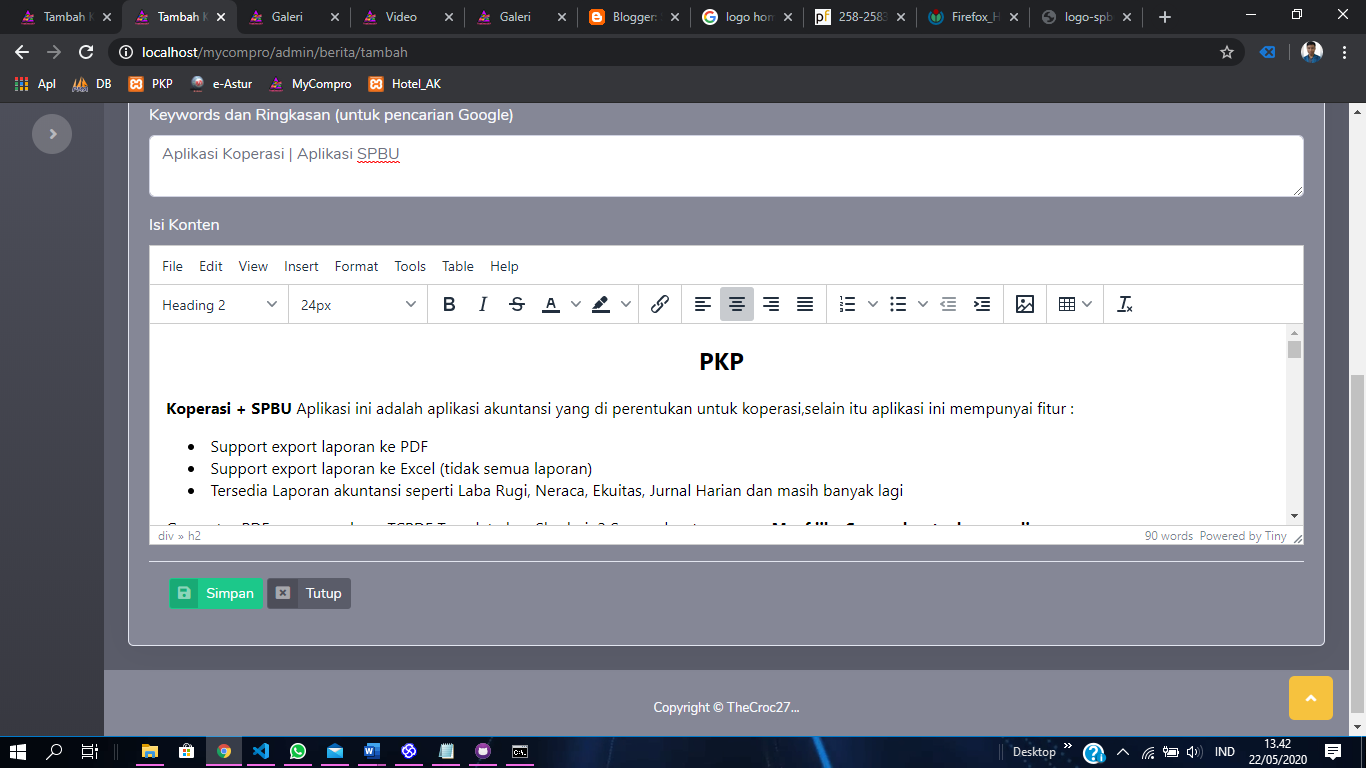 Tambah K
Tambah K
Galeri
Video
Galeri
Blogger:
logo hom
258-2583
Firefox_H
logo-spb
localhost/mycompro/admin/berita/tambah
Apl
DB
PKP
e-Astur
MyCompro
Hotel_AK
Keywords dan Ringkasan (untuk pencarian Google)
Aplikasi Koperasi | Aplikasi SPBU
Isi Konten
File Edit View Insert Format Tools Table Help
Heading 2 24px
PKP
Koperasi + SPBU Aplikasi ini adalah aplikasi akuntansi yang di perentukan untuk koperasi,selain itu aplikasi ini mempunyai fitur :
Support export laporan ke PDF
Support export laporan ke Excel (tidak semua laporan)
Tersedia Laporan akuntansi seperti Laba Rugi, Neraca, Ekuitas, Jurnal Harian dan masih banyak lagi
div » h2
90 words Powered by Tiny
Simpan
Tutup
Copyright © TheCroc27...
Desktop
IND
13.42
22/05/2020